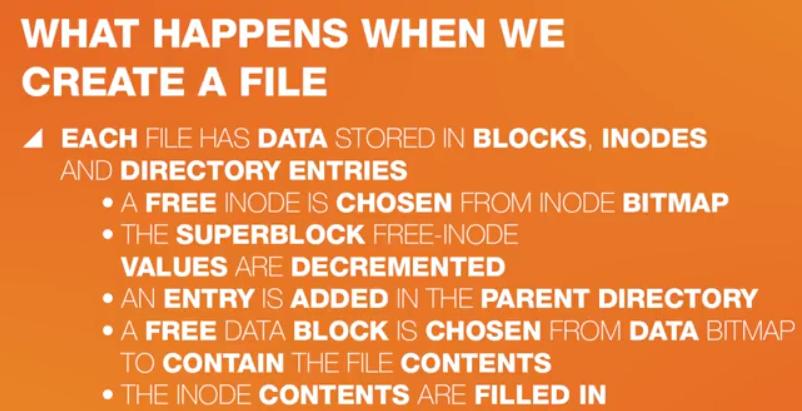 WHAT HAPPENS WHEN WE
CREATE A FILE
EACH FILE HAS DATA STORED IN BLOCKS, INODES
AND DIRECTORY ENTRIES
• A FREE INODE IS CHOSEN FROM INODE BITMAP
• THE SUPERBLOCK FREE-INODE
VALUES ARE DECREMENTED
• AN ENTRY IS ADDED IN THE PARENT DIRECTORY
• A FREE DATA BLOCK IS CHOSEN FROM DATA BITMAP
TO CONTAIN THE FILE CONTENTS
• THE INODE CONTENTS ARE FILLED IN